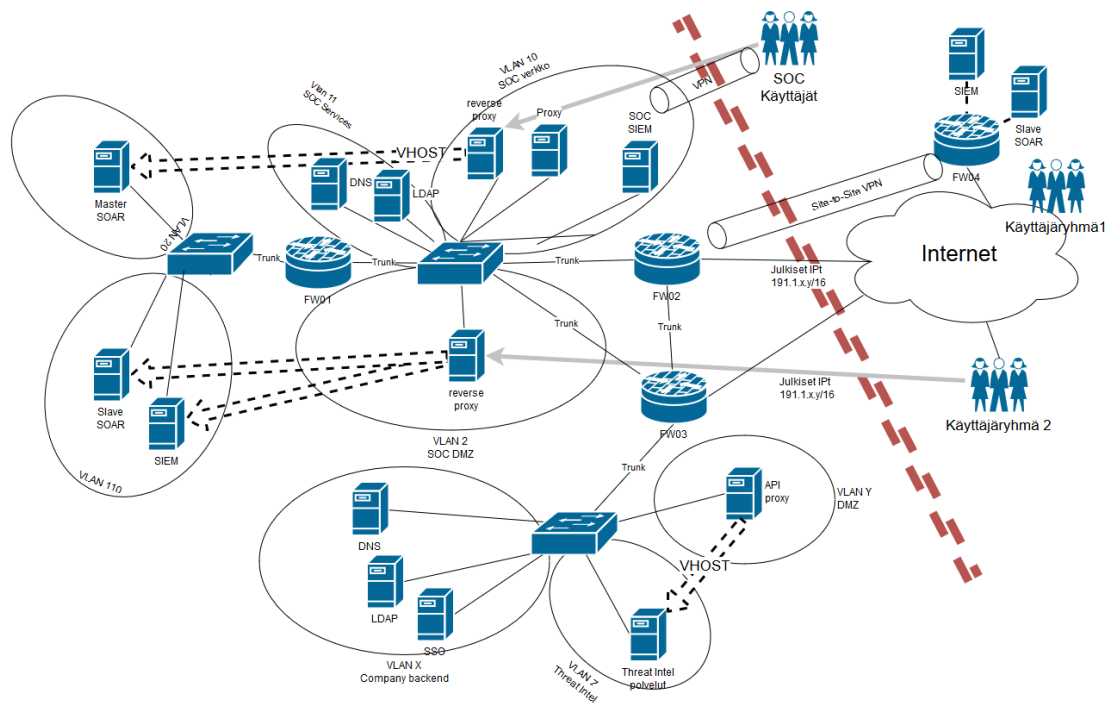 VLAN 10
SOC verkko
VPN
SOC
Käyttäjät
SIEM
Slave
SOAR
FW04
Käyttäjäryhmä1
Vlan 11
SOC Services
reverse
proxy
Proxy
SOC
SIEM
VHOST
DNS
LDAP
Master
SOAR
VLAN 20
Site-to-Site VPN
Internet
Trunk
FW01
Trunk
Trunk
FW02
Julkiset IPt
191.1.x.y/16
Trunk
Trunk
Slave
SOAR
SIEM
VLAN 110
reverse
proxy
VLAN 2
SOC DMZ
FW03
Julkiset IPt
191.1.x.y/16
Käyttäjäryhmä 2
Trunk
API
proxy
VLAN Y
DMZ
DNS
LDAP
SSO
VLAN X
Company backend
VHOST
VLAN Z
Threat Intel
Threat Intel
polvelut